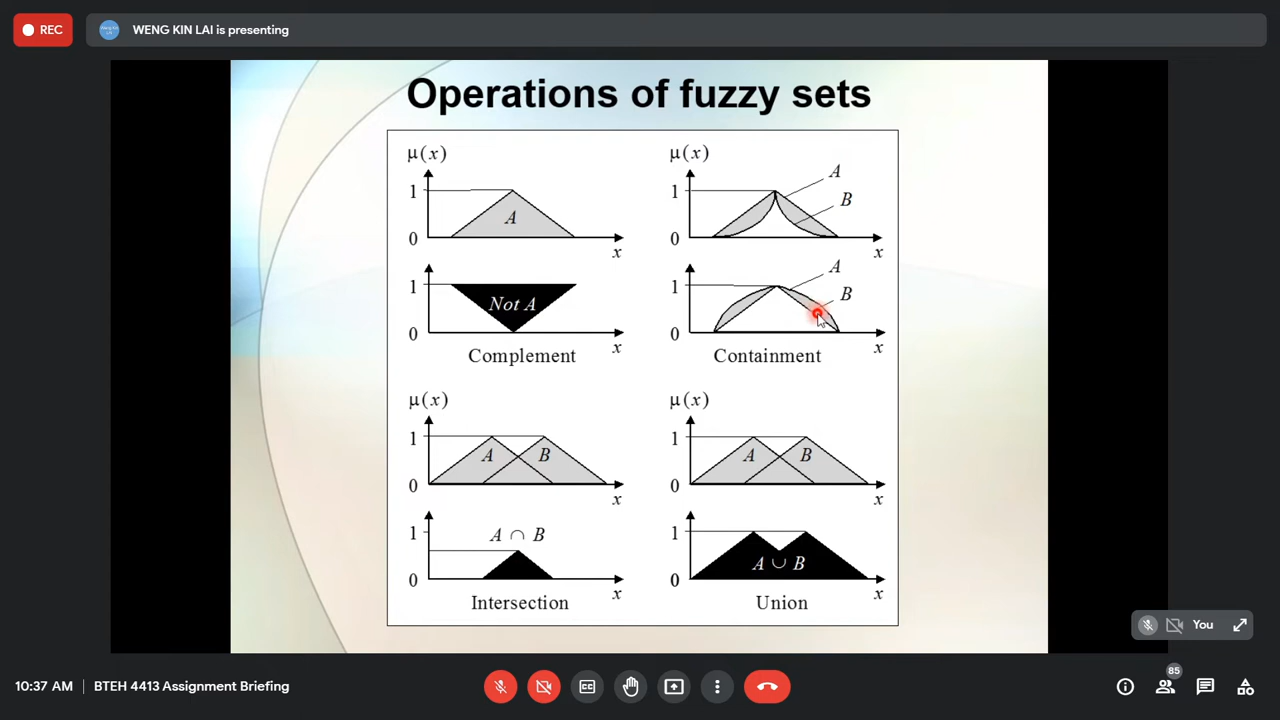 REC
WENG KIN LAI is presenting
Operations of fuzzy sets
μ(x)
1
A
0
x
1
Not A
0
x
Complement
μ(x)
A
1
B
0
x
A
1
B
0
x
Containment
μ(x)
1
A B
0
x
A ∩ B
1
0
x
Intersection
μ(x)
1
A B
0
x
1
A ∪ B
0
x
Union
You
10:37 AM | BTEH 4413 Assignment Briefing
85